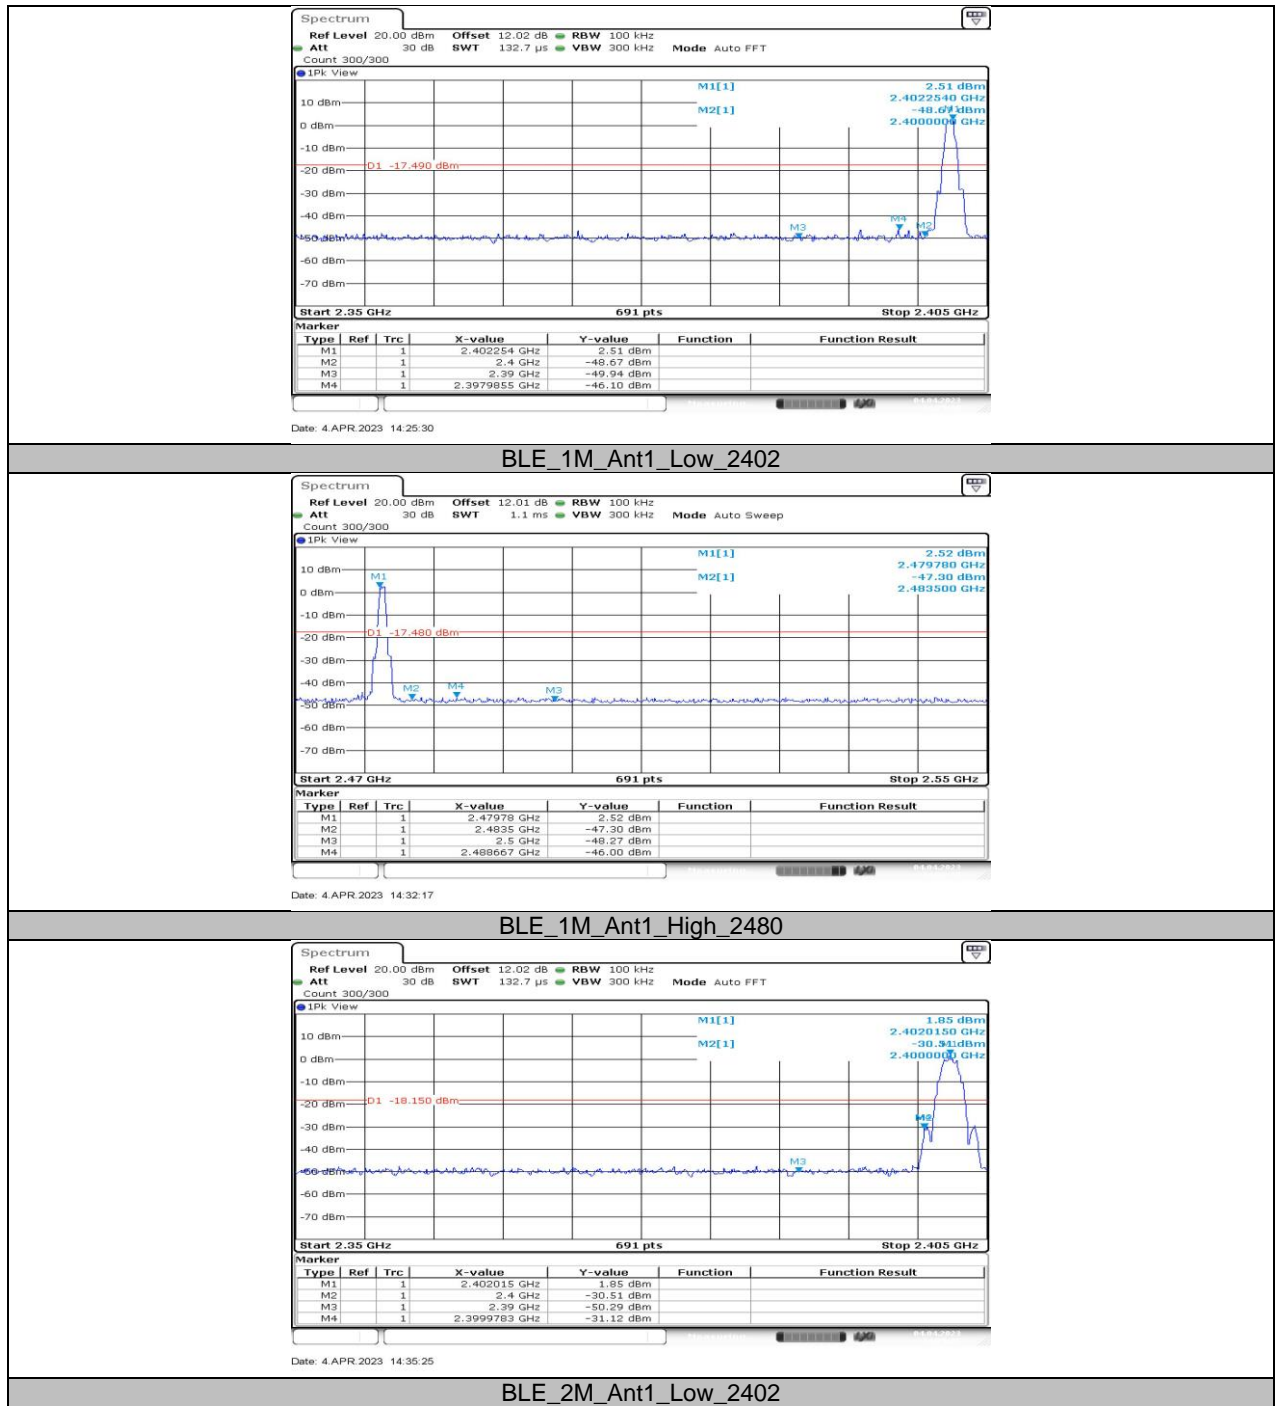 Spectrum
Ref Level 20.00 dBm Offset 12.02 dB RBW 100 kHz
Att 30 dB SWT 132.7 µs VBW 300 kHz Mode Auto FFT
Count 300/300
1Pk View
M1[1] 2.51 dBm
2.4022540 GHz
10 dBm
M2[1] -48.67 dBm
M1
0 dBm 2.4000000 GHz
-10 dBm
D1 -17.490 dBm
-20 dBm
-30 dBm
-40 dBm
M3 M4 M2
-50 dBm
-60 dBm
-70 dBm
Start 2.35 GHz 691 pts Stop 2.405 GHz
Marker
Type Ref Trc X-value Y-value Function Function Result
M1 1 2.402254 GHz 2.51 dBm
M2 1 2.4 GHz -48.67 dBm
M3 1 2.39 GHz -49.94 dBm
M4 1 2.3979855 GHz -46.10 dBm
Date: 4.APR.2023 14:25:30
BLE_1M_Ant1_Low_2402
Spectrum
Ref Level 20.00 dBm Offset 12.01 dB RBW 100 kHz
Att 30 dB SWT 1.1 ms VBW 300 kHz Mode Auto Sweep
Count 300/300
1Pk View
M1[1] 2.52 dBm
2.479780 GHz
10 dBm
M1 M2[1] -47.30 dBm
0 dBm 2.483500 GHz
-10 dBm
D1 -17.480 dBm
-20 dBm
-30 dBm
-40 dBm
M2 M4 M3
-50 dBm
-60 dBm
-70 dBm
Start 2.47 GHz 691 pts Stop 2.55 GHz
Marker
Type Ref Trc X-value Y-value Function Function Result
M1 1 2.47978 GHz 2.52 dBm
M2 1 2.4835 GHz -47.30 dBm
M3 1 2.5 GHz -48.27 dBm
M4 1 2.488667 GHz -46.00 dBm
Date: 4.APR.2023 14:32:17
BLE_1M_Ant1_High_2480
Spectrum
Ref Level 20.00 dBm Offset 12.02 dB RBW 100 kHz
Att 30 dB SWT 132.7 µs VBW 300 kHz Mode Auto FFT
Count 300/300
1Pk View
M1[1] 1.85 dBm
2.4020150 GHz
10 dBm
M2[1] -30.51 dBm
M1
0 dBm 2.4000000 GHz
-10 dBm
D1 -18.150 dBm
-20 dBm
-30 dBm
-40 dBm
M3
-50 dBm
-60 dBm
-70 dBm
Start 2.35 GHz 691 pts Stop 2.405 GHz
Marker
Type Ref Trc X-value Y-value Function Function Result
M1 1 2.402015 GHz 1.85 dBm
M2 1 2.4 GHz -30.51 dBm
M3 1 2.39 GHz -50.29 dBm
M4 1 2.3999783 GHz -31.12 dBm
Date: 4.APR.2023 14:35:25
BLE_2M_Ant1_Low_2402